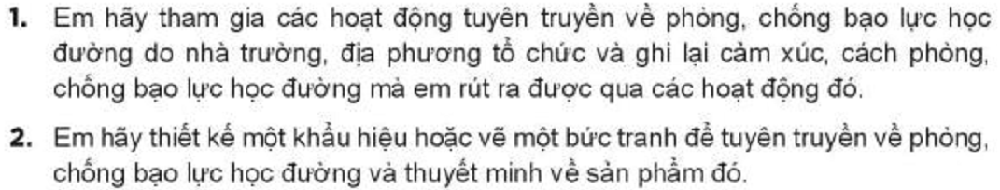 1. Em hãy tham gia các hoạt động tuyên truyền về phòng, chống bạo lực học
đường do nhà trường, địa phương tổ chức và ghi lại cảm xúc, cách phòng,
chống bạo lực học đường mà em rút ra được qua các hoạt động đó.
2. Em hãy thiết kế một khẩu hiệu hoặc vẽ một bức tranh để tuyên truyền về phòng,
chống bạo lực học đường và thuyết minh về sản phẩm đó.